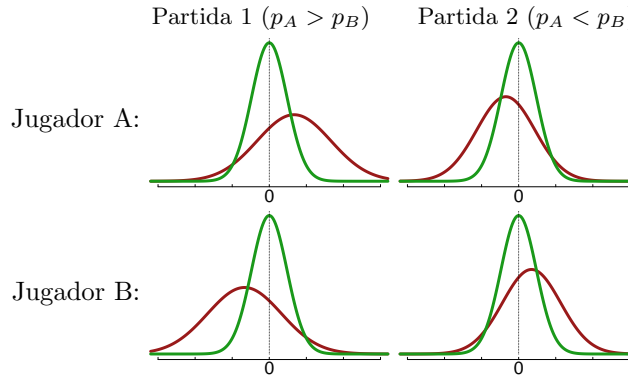 Partida 1 (p_A > p_B) Partida 2 (p_A < p_B
Jugador A:
0 0
Jugador B:
0 0